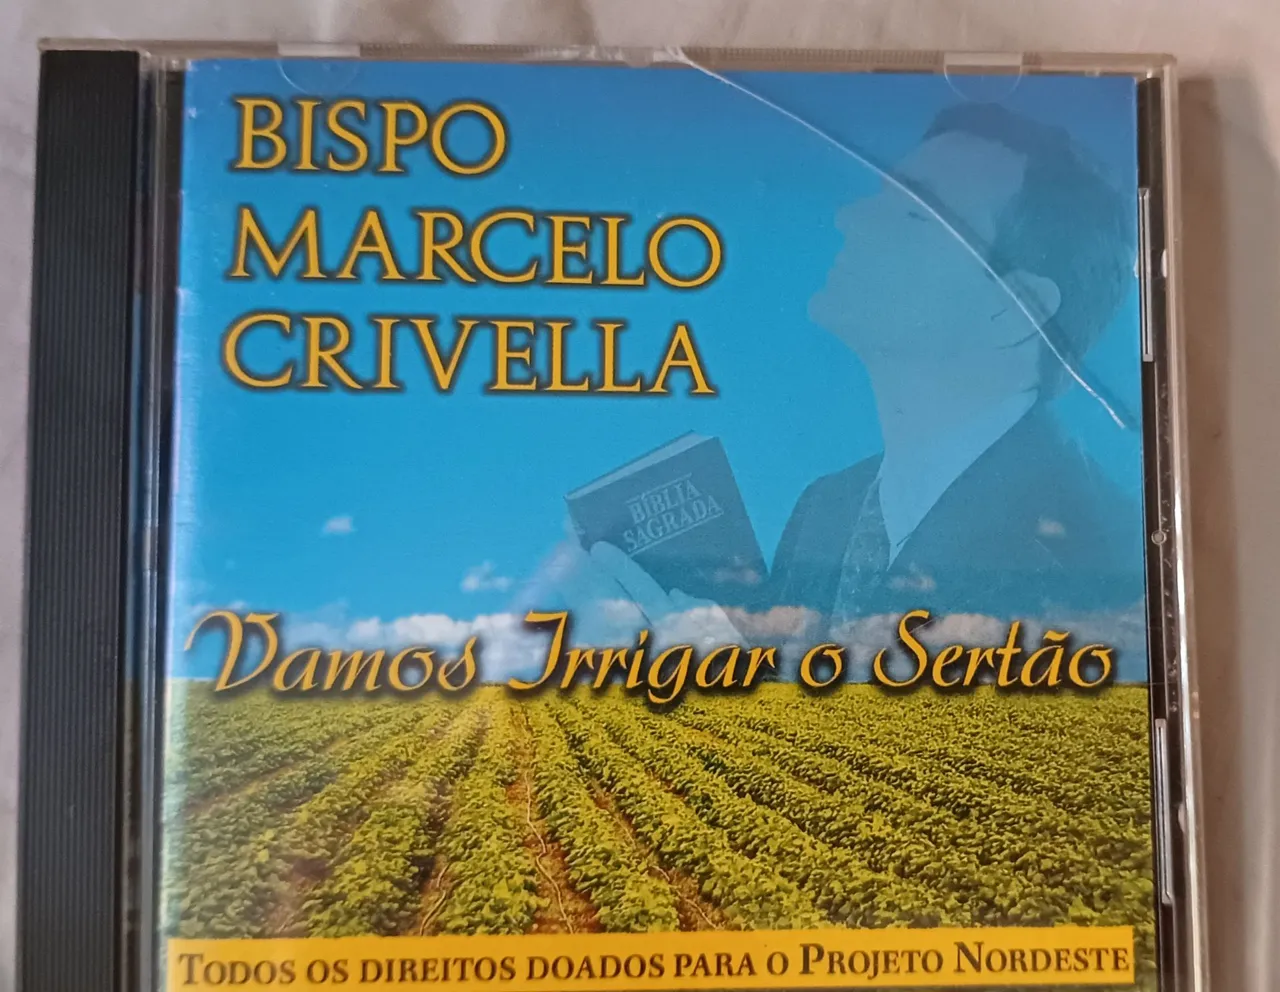 BISPO
MARCELO
CRIVELLA
BÍBLIA
SAGRADA
Vamos Irrigar o Sertão
TODOS OS DIREITOS DOADOS PARA O PROJETO NORDESTE